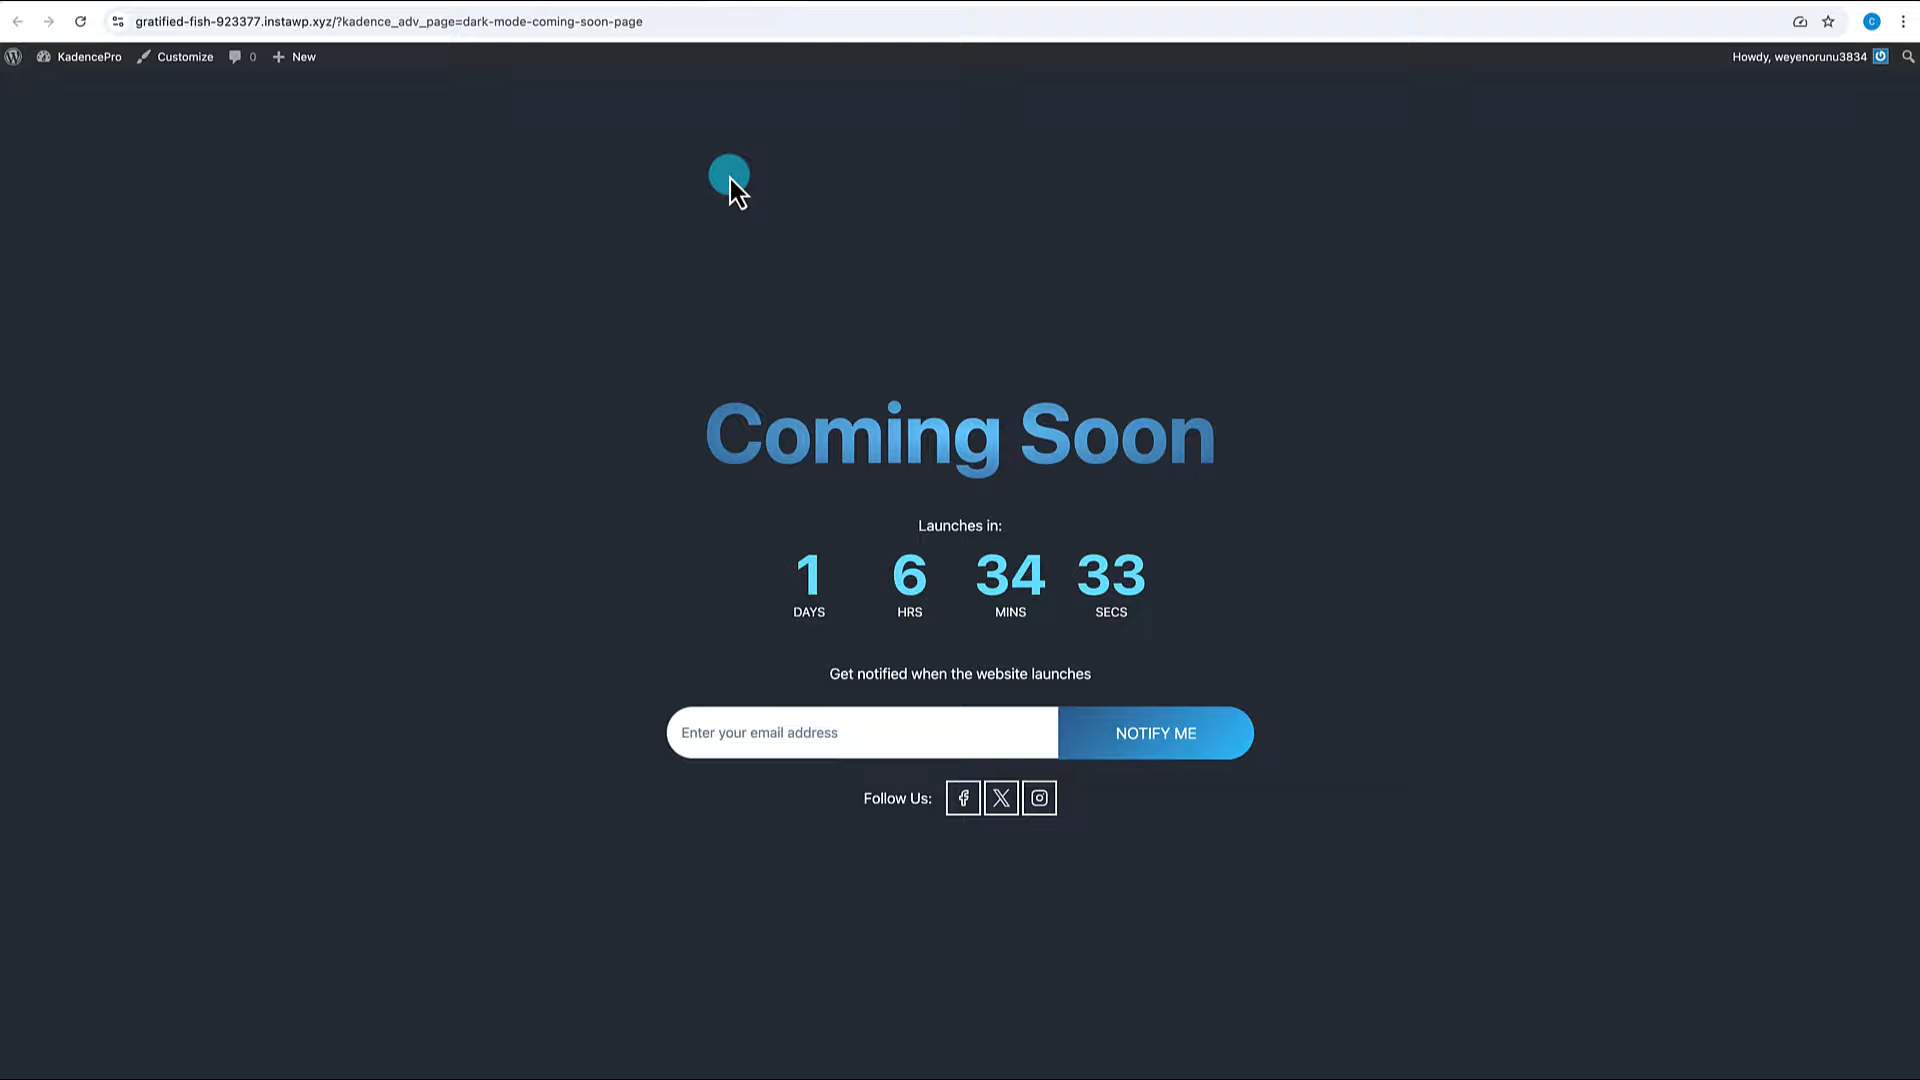 gratified-fish-923377.instawp.xyz/?kadence_adv_page=dark-mode-coming-soon-page
C
KadencePro Customize 0 New Howdy, weyenorunu3834
Coming Soon
Launches in:
1 6 34 33
DAYS HRS MINS SECS
Get notified when the website launches
Enter your email address NOTIFY ME
Follow Us: